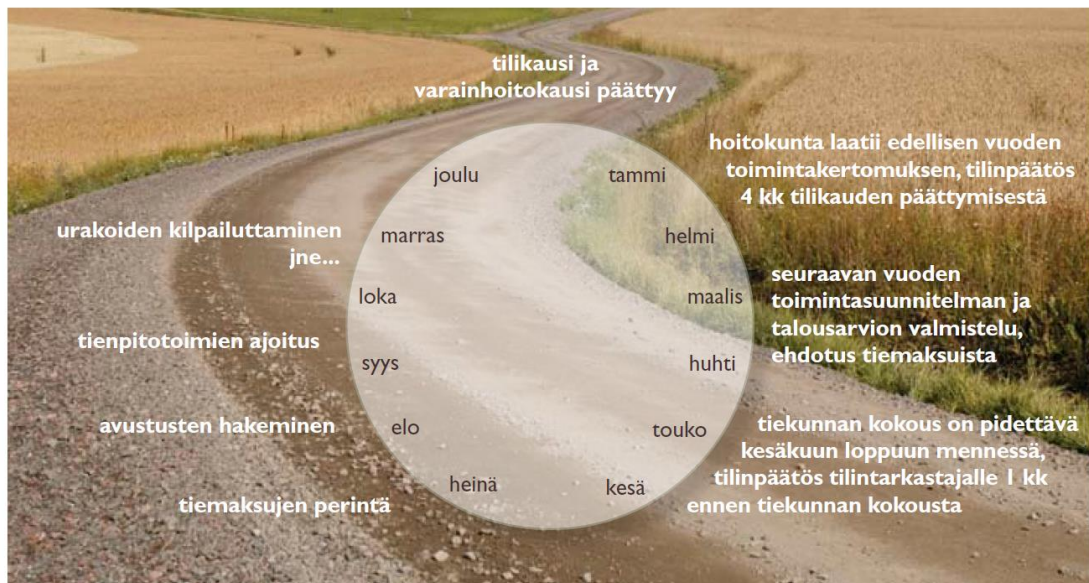 tilikausi ja
varainhoitokausi päättyy
hoitokunta laatii edellisen vuoden
toimintakertomuksen, tilinpäätös
4 kk tilikauden päättymisestä
seuraavan vuoden
toimintasuunnitelman ja
talousarvion valmistelu,
ehdotus tiemaksuista
tiekunnan kokous on pidettävä
kesäkuun loppuun mennessä,
tilinpäätös tilintarkastajalle 1 kk
ennen tiekunnan kokousta
tiemaksujen perintä
avustusten hakeminen
tienpitotoimien ajoitus
urakoiden kilpailuttaminen
jne...
tammi
helmi
maalis
huhti
touko
kesä
heinä
elo
syys
loka
marras
joulu